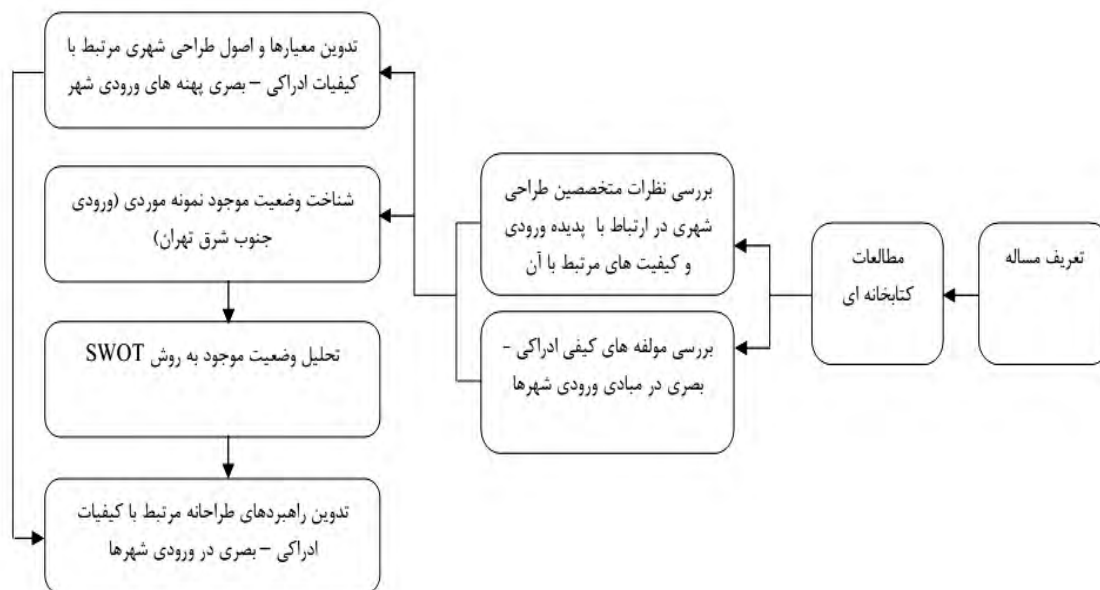 تعریف مساله
مطالعات
کتابخانه ای
بررسی نظرات متخصصین طراحی
شهری در ارتباط با پدیده ورودی
و کیفیت های مرتبط با آن
بررسی مولفه های کیفی ادراکی -
بصری در مبادی ورودی شهرها
تدوین معیارها و اصول طراحی شهری مرتبط با
کیفیات ادراکی – بصری پهنه های ورودی شهر
شناخت وضعیت موجود نمونه موردی (ورودی
جنوب شرق تهران)
تحلیل وضعیت موجود به روش SWOT
تدوین راهبردهای طراحانه مرتبط با کیفیات
ادراکی – بصری در ورودی شهرها